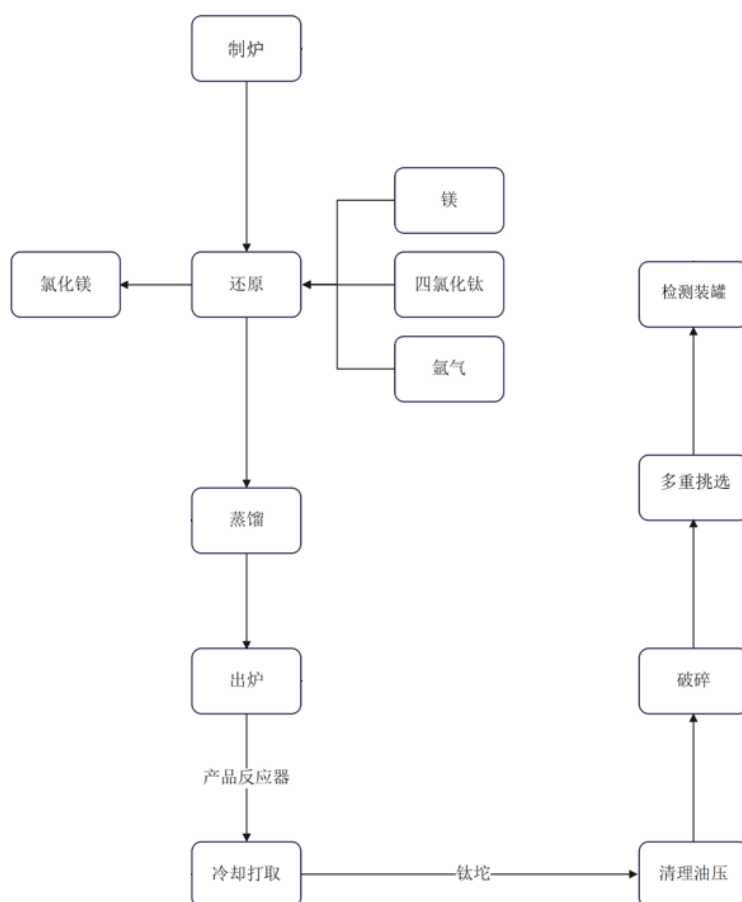 制炉
镁
氯化镁
还原
四氯化钛
检测装罐
氩气
多重挑选
蒸馏
出炉
破碎
产品反应器
冷却打取
钛坨
清理油压